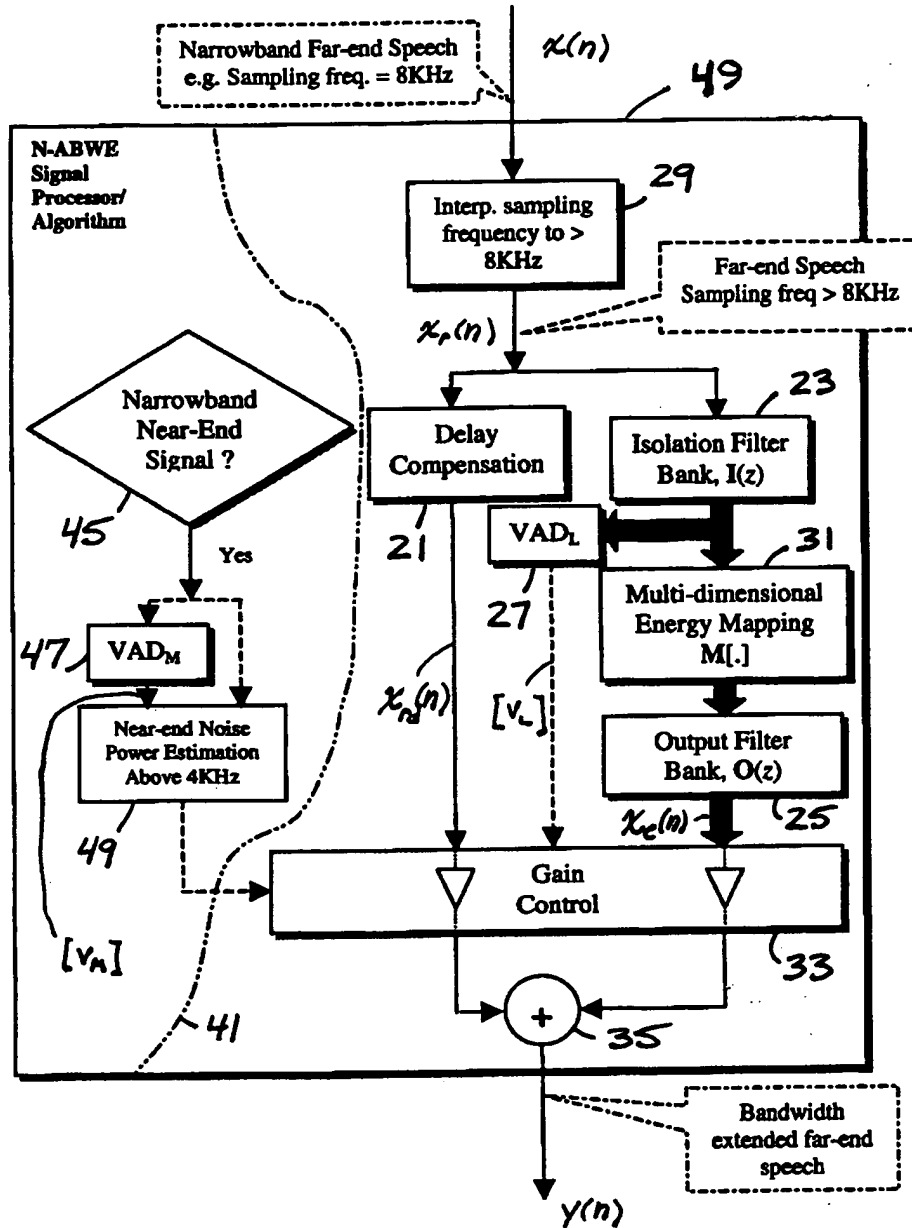 Narrowband Far-end Speech
e.g. Sampling freq. = 8KHz
x(n)
49
N-ABWE
Signal
Processor/
Algorithm
29
Interp. sampling
frequency to >
8KHz
Far-end Speech
Sampling freq > 8KHz
xr(n)
23
Narrowband
Near-End
Signal ?
45
Yes
Delay
Compensation
21
Isolation Filter
Bank, I(z)
VADL
27
31
Multi-dimensional
Energy Mapping
M[.]
47
VADM
xrd(n)
[VL]
Near-end Noise
Power Estimation
Above 4KHz
49
Output Filter
Bank, O(z)
25
xe(n)
Gain
Control
33
[VM]
41
+
35
Bandwidth
extended far-end
speech
y(n)